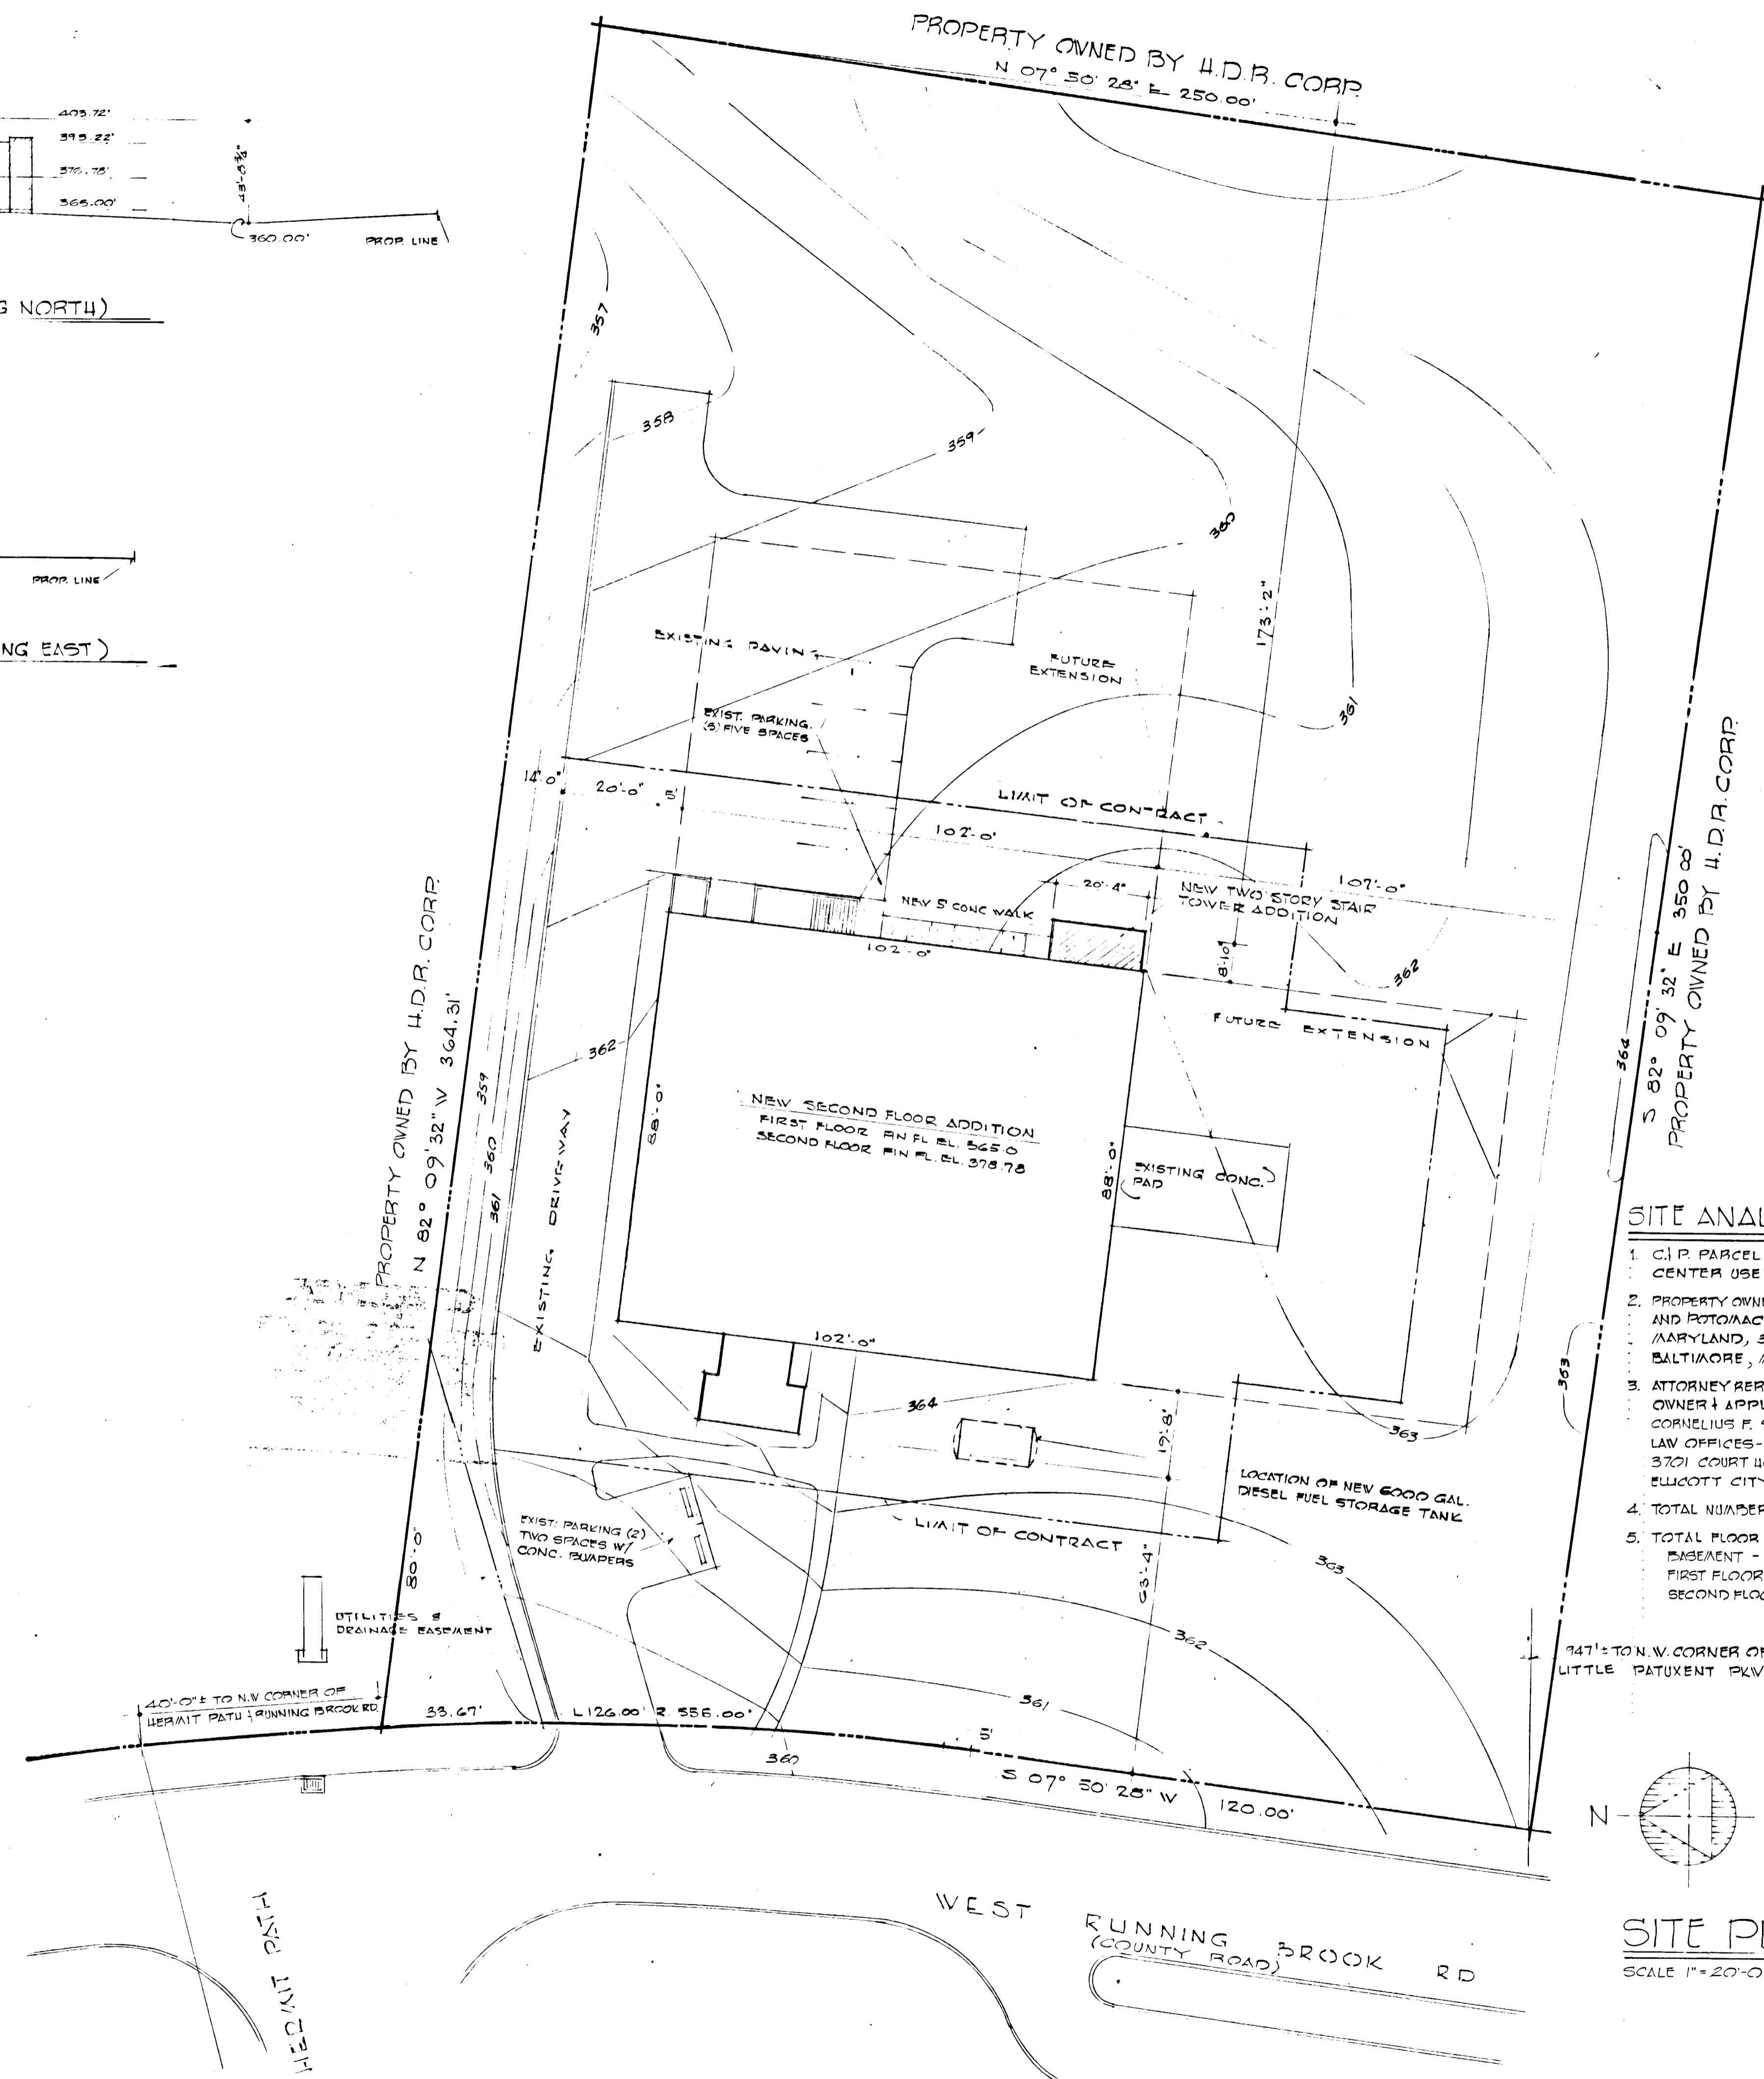 PROPERTY OWNED BY H.D.R. CORP.
N 07° 50' 28" E 250.00'
403.72'
393.22'
376.78'
365.00'
43'-8¾"
360.00'
PROP. LINE
G NORTH)
PROP. LINE
NG EAST)
357
358
359
360
361
173'-2"
EXISTING PAVING
FUTURE
EXTENSION
EXIST. PARKING.
(5) FIVE SPACES
14'-0"
20'-0"
5'
LIMIT OF CONTRACT
102'-0"
107'-0"
20'-4"
NEW TWO STORY STAIR
TOWER ADDITION
NEW 5' CONC WALK
102'-0"
8'-10"
362
FUTURE EXTENSION
PROPERTY OWNED BY H.D.R. CORP.
N 82° 09' 32" W 364.31'
359
360
361
362
EXISTING DRIVEWAY
88'-0"
NEW SECOND FLOOR ADDITION
FIRST FLOOR FIN FL. EL. 365.0
SECOND FLOOR FIN FL. EL. 378.78
88'-0"
EXISTING CONC.
PAD
364
S 82° 09' 32" E 350.00'
PROPERTY OWNED BY H.D.R. CORP.
363
102'-0"
364
19'-8"
363
LOCATION OF NEW 6000 GAL.
DIESEL FUEL STORAGE TANK
LIMIT OF CONTRACT
EXIST. PARKING (2)
TWO SPACES W/
CONC. BUMPERS
80'-0"
63'-4"
363
362
361
UTILITIES &
DRAINAGE EASEMENT
40'-0"± TO N.W. CORNER OF
HERMIT PATH & RUNNING BROOK RD.
33.67'
L 126.00' R 556.00'
5'
360
S 07° 50' 28" W 120.00'
SITE ANAL
1. C.&P. PARCEL
CENTER USE
2. PROPERTY OWN
AND POTOMAC
MARYLAND, 3
BALTIMORE,
3. ATTORNEY REP
OWNER & APPL
CORNELIUS F. S
LAW OFFICES-
3701 COURT HO
ELLICOTT CITY
4. TOTAL NUMBER
5. TOTAL FLOOR
BASEMENT -
FIRST FLOOR
SECOND FLOO
947'± TO N.W. CORNER OF
LITTLE PATUXENT PKW
N
HERMIT PATH
WEST RUNNING BROOK RD
(COUNTY ROAD)
SITE PL
SCALE 1"=20'-0